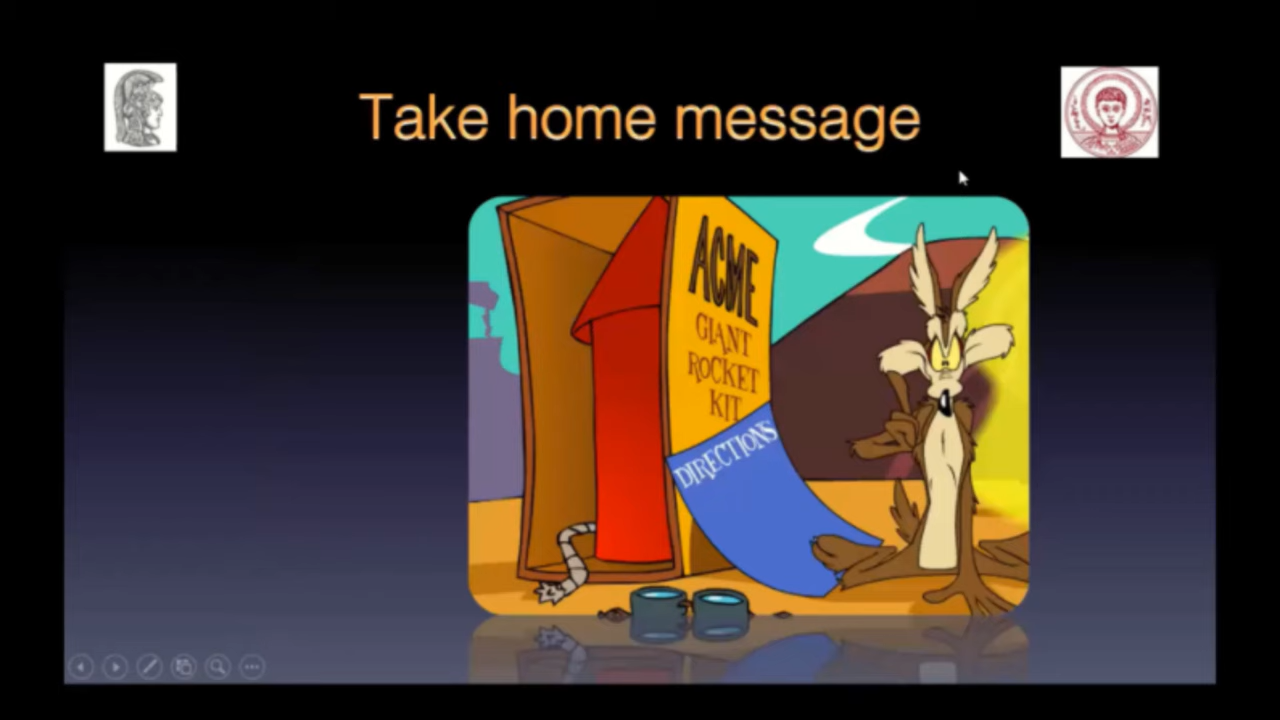 Take home message
ACME
GIANT
ROCKET
KIT
DIRECTIONS